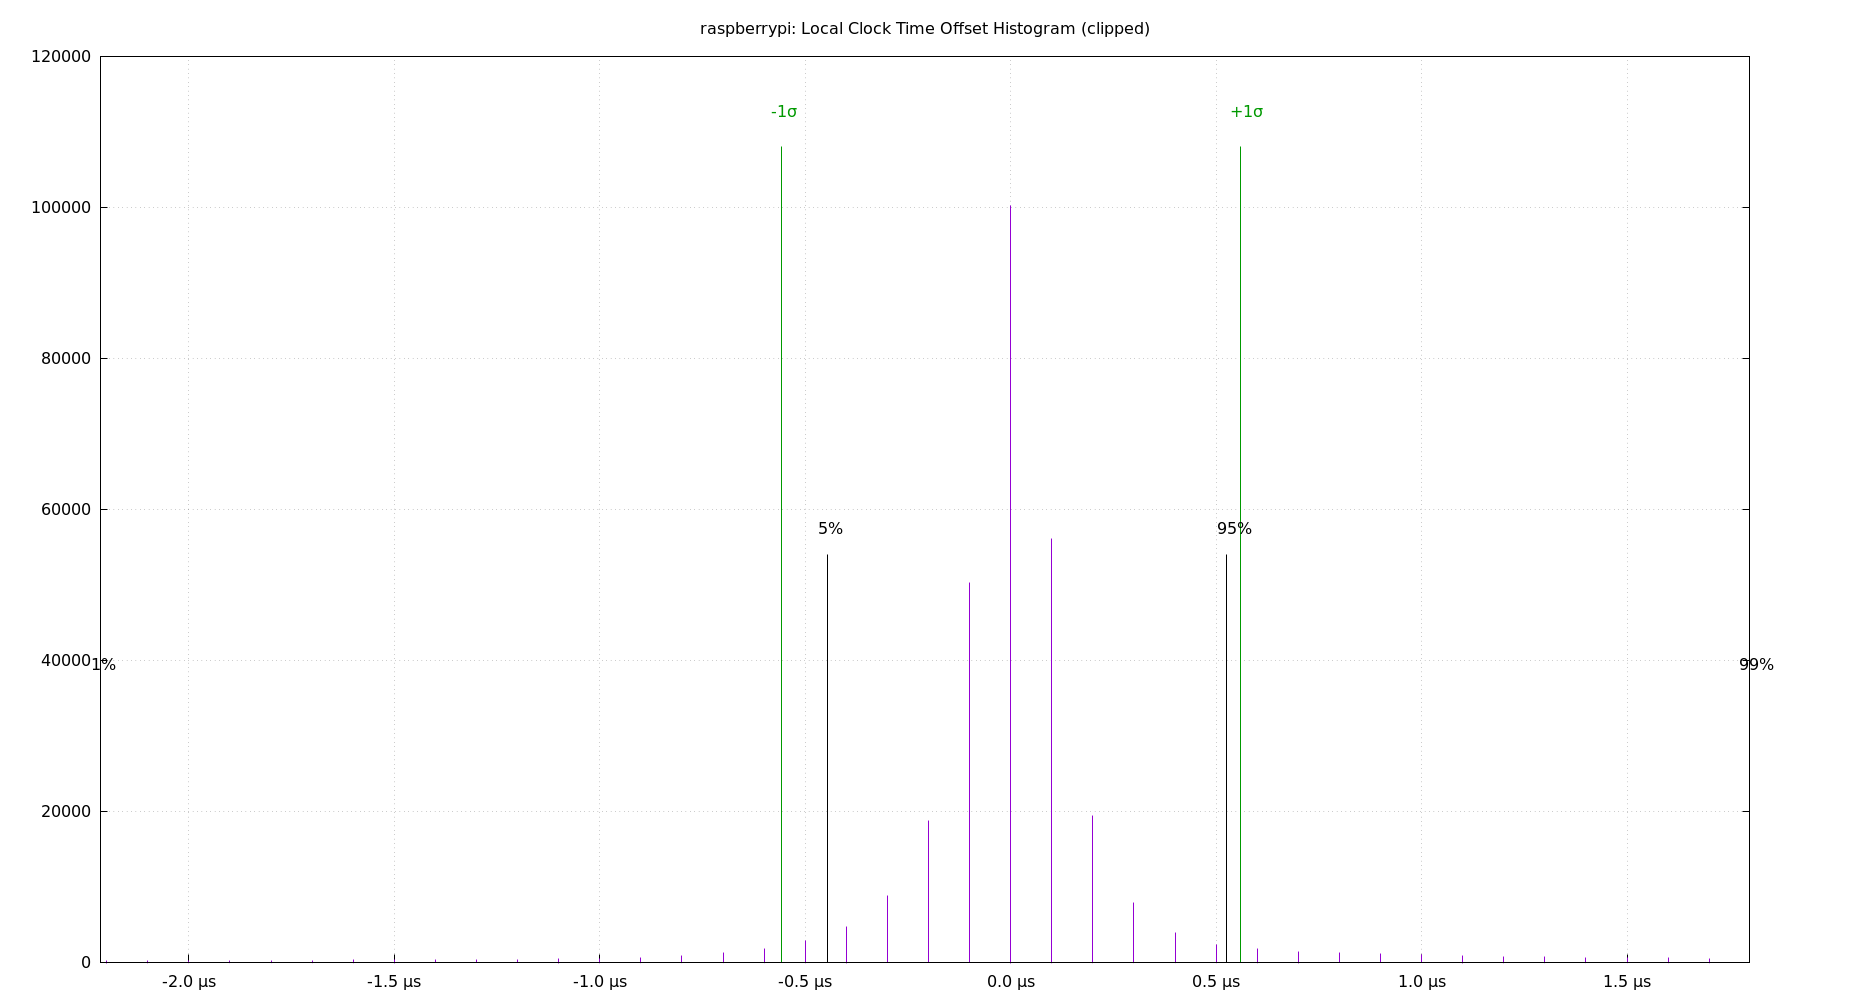 raspberrypi: Local Clock Time Offset Histogram (clipped)
120000
-1σ +1σ
100000
80000
60000
5% 95%
40000 1% 99%
20000
0
-2.0 µs -1.5 µs -1.0 µs -0.5 µs 0.0 µs 0.5 µs 1.0 µs 1.5 µs